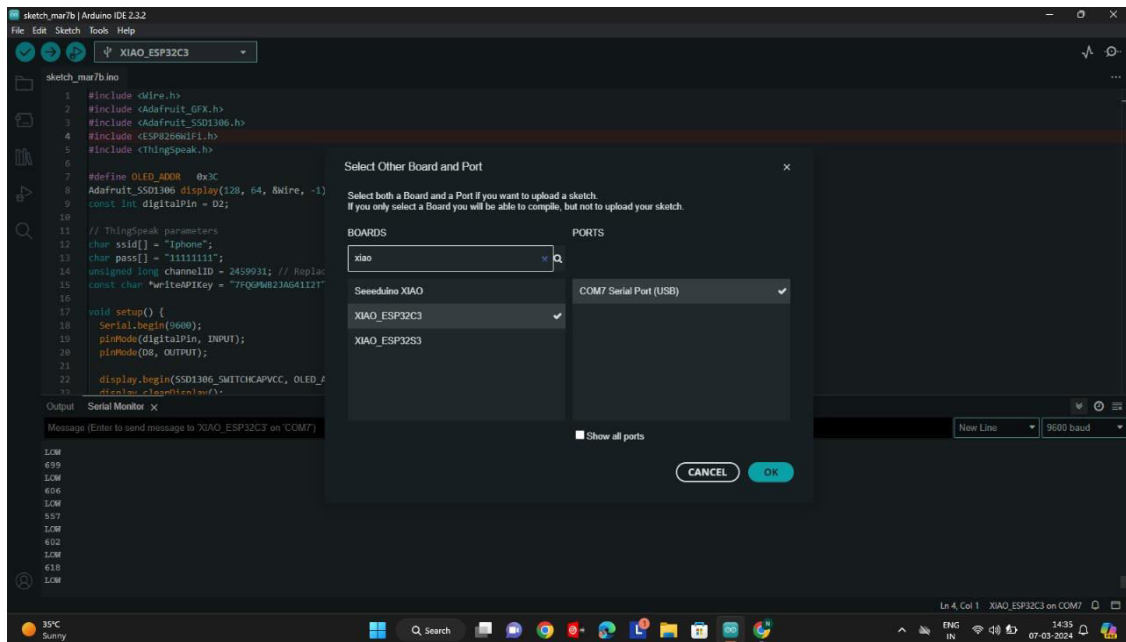 sketch_mar7b | Arduino IDE 2.3.2
File Edit Sketch Tools Help
XIAO_ESP32C3
sketch_mar7b.ino
1 #include <Wire.h>
2 #include <Adafruit_GFX.h>
3 #include <Adafruit_SSD1306.h>
4 #include <ESP8266WiFi.h>
5 #include <ThingSpeak.h>
6
7 #define OLED_ADDR 0x3C
8 Adafruit_SSD1306 display(128, 64, &Wire, -1)
9 const int digitalPin = D2;
10
11 // ThingSpeak parameters
12 char ssid[] = "Iphone";
13 char pass[] = "11111111";
14 unsigned long channelID = 2459931; // Replac
15 const char *writeAPIKey = "7FQGMWB2JAG41I2T"
16
17 void setup() {
18 Serial.begin(9600);
19 pinMode(digitalPin, INPUT);
20 pinMode(D8, OUTPUT);
21
22 display.begin(SSD1306_SWITCHCAPVCC, OLED_A
23 display.clearDisplay();
Select Other Board and Port
Select both a Board and a Port if you want to upload a sketch.
If you only select a Board you will be able to compile, but not to upload your sketch.
BOARDS
PORTS
xiao
Seeeduino XIAO
COM7 Serial Port (USB)
XIAO_ESP32C3
XIAO_ESP32S3
Show all ports
CANCEL OK
Output Serial Monitor
Message (Enter to send message to 'XIAO_ESP32C3' on 'COM7')
New Line 9600 baud
LOW
699
LOW
606
LOW
557
LOW
602
LOW
618
LOW
Ln 4, Col 1 XIAO_ESP32C3 on COM7
35°C
Sunny
Search
ENG
IN
14:35
07-03-2024